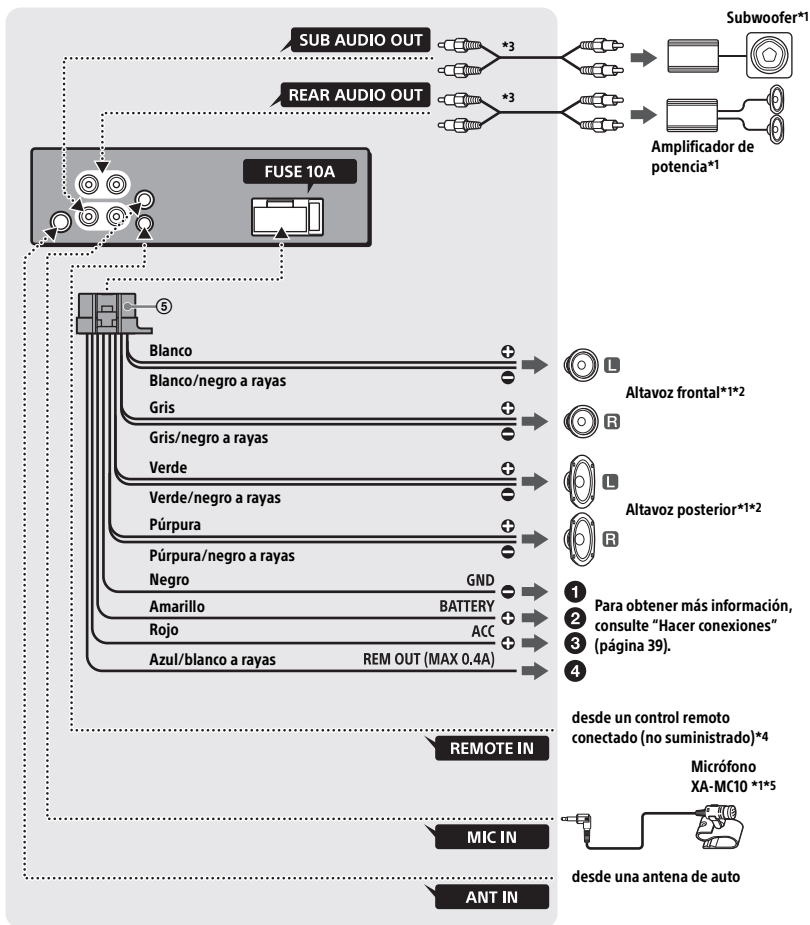 Subwoofer*1
SUB AUDIO OUT
*3
REAR AUDIO OUT
*3
Amplificador de
potencia*1
FUSE 10A
5
Blanco
Blanco/negro a rayas
L
Altavoz frontal*1*2
Gris
Gris/negro a rayas
R
Verde
Verde/negro a rayas
L
Altavoz posterior*1*2
Púrpura
Púrpura/negro a rayas
R
Negro
GND
1
Amarillo
BATTERY
2
Rojo
ACC
3
Azul/blanco a rayas
REM OUT (MAX 0.4A)
4
Para obtener más información,
consulte “Hacer conexiones”
(página 39).
desde un control remoto
conectado (no suministrado)*4
REMOTE IN
Micrófono
XA-MC10 *1*5
MIC IN
desde una antena de auto
ANT IN